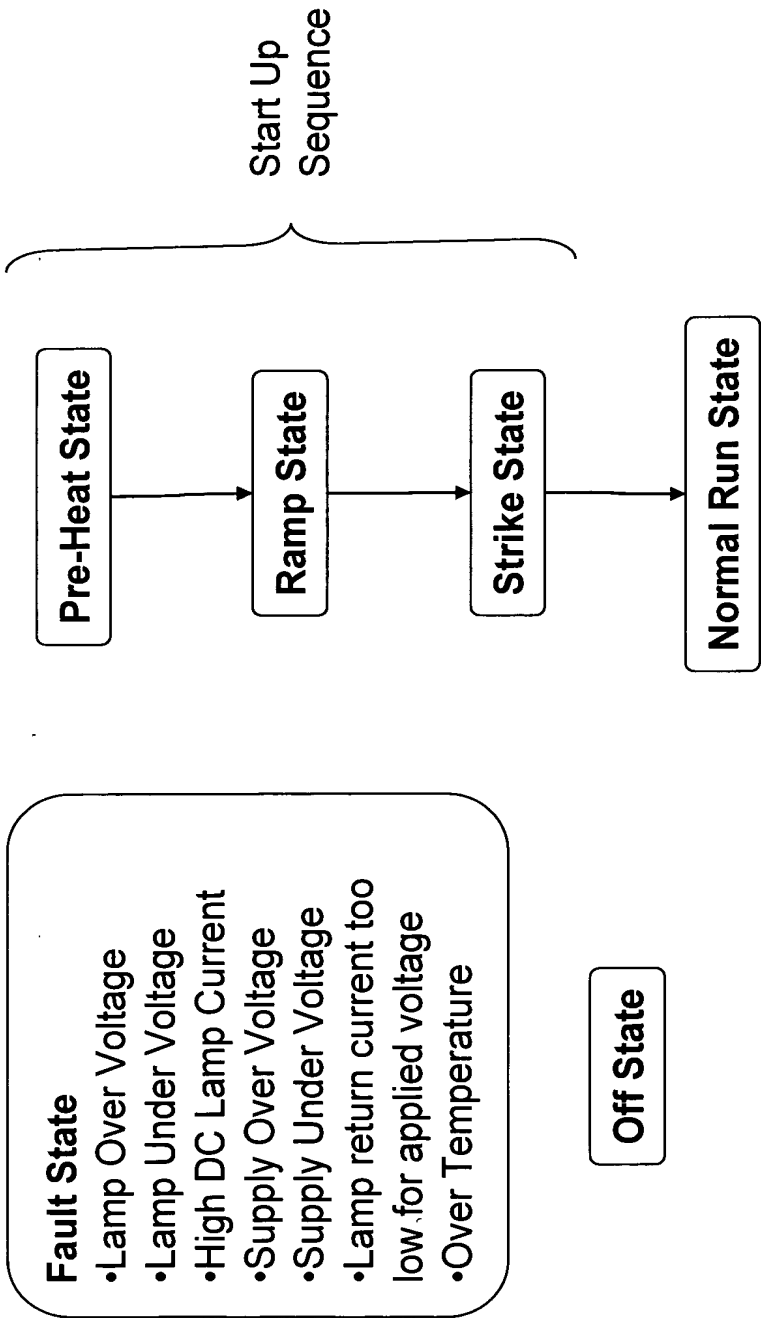 Fault State
•Lamp Over Voltage
•Lamp Under Voltage
•High DC Lamp Current
•Supply Over Voltage
•Supply Under Voltage
•Lamp return current too
low for applied voltage
•Over Temperature
Off State
Pre-Heat State
Ramp State
Strike State
Normal Run State
Start Up
Sequence